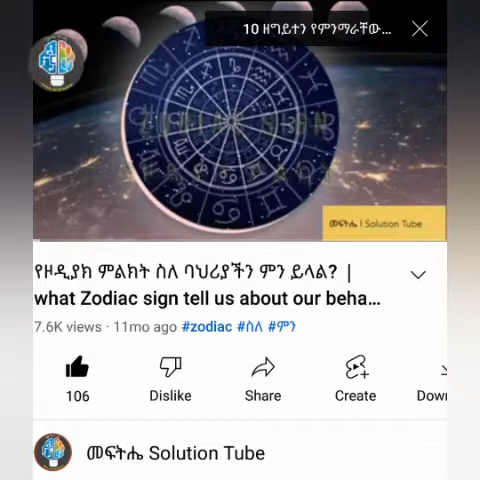 10 ዘግይተን የምንማራቸው...
መፍትሔ | Solution Tube
የዞዲያክ ምልክት ስለ ባህሪያችን ምን ይላል? |
what Zodiac sign tell us about our beha...
7.6K views · 11mo ago #zodiac #ስለ #ምን
106 Dislike Share Create Down
መፍትሔ Solution Tube